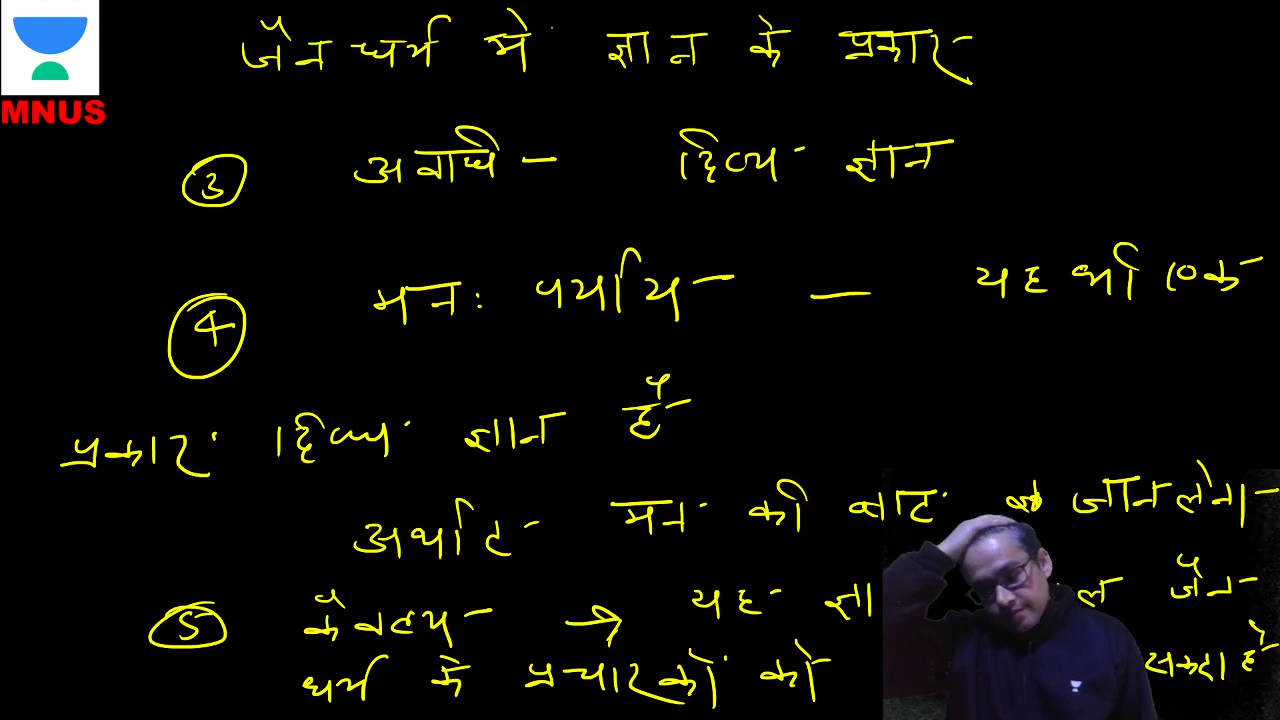 MNUS
जैन धर्म में ज्ञान के प्रकार
3 अवधि - दिव्य ज्ञान
4 मनः पर्याय - यह भी एक
प्रकार दिव्य ज्ञान है
अर्थात मन की बात जान लेना
5 कैवल्य → यह जैन
धर्म के प्रचारकों को सकता है